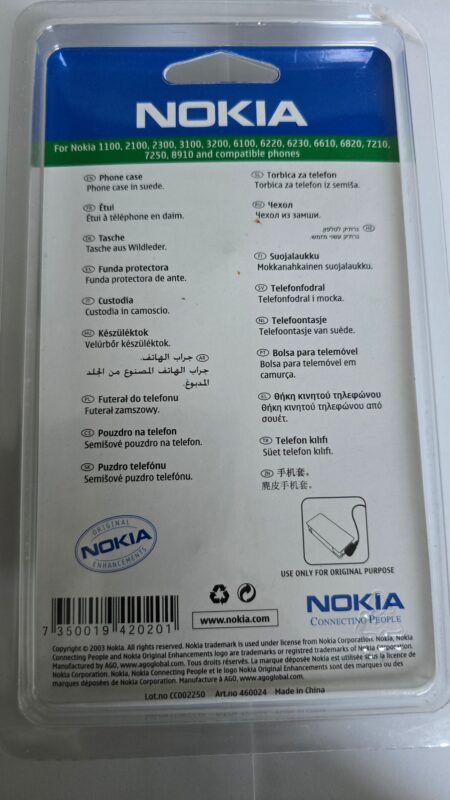 NOKIA
For Nokia 1100, 2100, 2300, 3100, 3200, 6100, 6220, 6230, 6610, 6820, 7210,
7250, 8910 and compatible phones
EN Phone case
Phone case in suede.
FR Étui
Étui à téléphone en daim.
DE Tasche
Tasche aus Wildleder.
ES Funda protectora
Funda protectora de ante.
IT Custodia
Custodia in camoscio.
HU Készüléktok
Velúrbőr készüléktok.
AR جراب الهاتف.
جراب الهاتف المصنوع من الجلد
المدبوغ.
PL Futerał do telefonu
Futerał zamszowy.
CS Pouzdro na telefon
Semišové pouzdro na telefon.
SK Puzdro telefónu
Semišové puzdro telefónu.
SL Torbica za telefon
Torbica za telefon iz semiša.
RU Чехол
Чехол из замши.
HE נרתיק לטלפון.
נרתיק עשוי מזמש.
FI Suojalaukku
Mokkanahkainen suojalaukku.
SV Telefonfodral
Telefonfodral i mocka.
NL Telefoontasje
Telefoontasje van suède.
PT Bolsa para telemóvel
Bolsa para telemóvel em
camurça.
EL Θήκη κινητού τηλεφώνου
Θήκη κινητού τηλεφώνου από
σουέτ.
TR Telefon kılıfı
Süet telefon kılıfı.
ZH 手机套。
麂皮手机套。
ORIGINAL
NOKIA
ENHANCEMENTS
USE ONLY FOR ORIGINAL PURPOSE
7 350019 420201
www.nokia.com
NOKIA
CONNECTING PEOPLE
Copyright © 2003 Nokia. All rights reserved. Nokia trademark is used under license from Nokia Corporation. Nokia, Nokia
Connecting People and Nokia Original Enhancements logo are trademarks or registred trademarks of Nokia Corporation.
Manufactured by AGO, www.agoglobal.com. Tous droits réservés. La marque déposée Nokia est utilisée sous la licence de
Nokia Corporation. Nokia, Nokia Connecting People et le logo Nokia Original Enhancements sont des marques ou des
marques déposées de Nokia Corporation. Manufacture à AGO, www.agoglobal.com.
Lot.no CC002Z50 Art.no 460024 Made in China